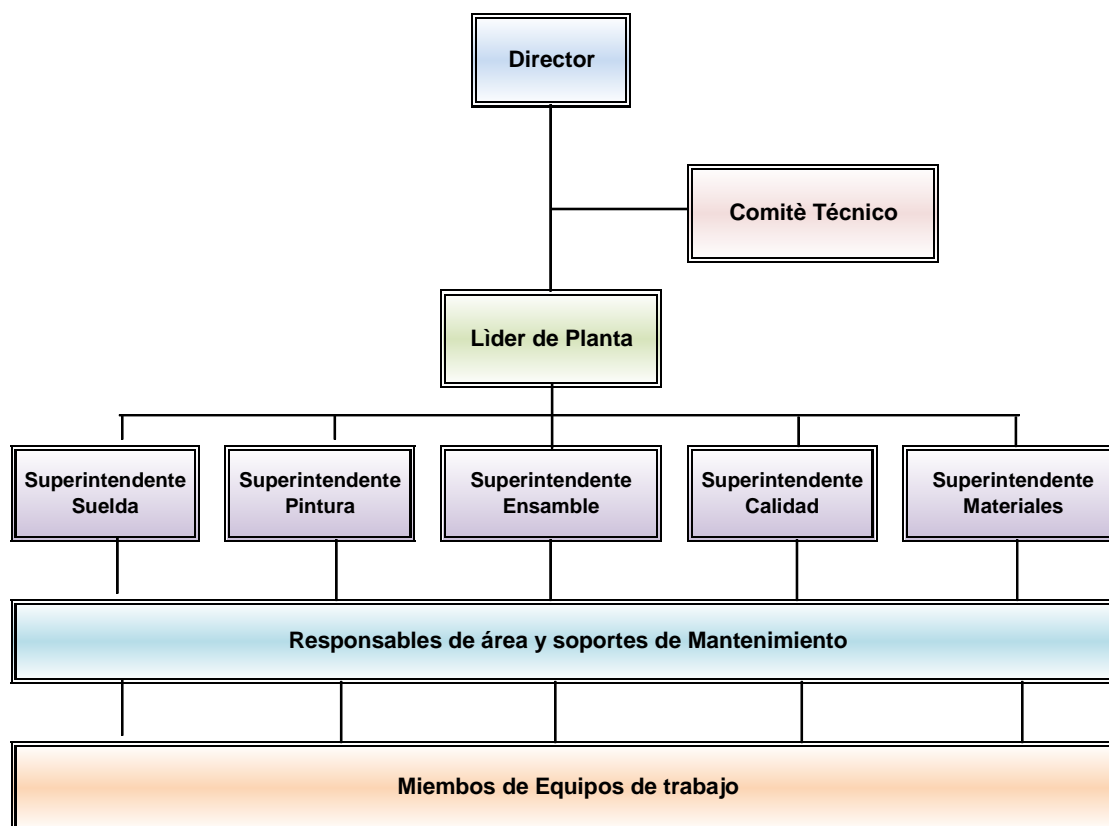 Director
Comitè Técnico
Lìder de Planta
Superintendente
Suelda
Superintendente
Pintura
Superintendente
Ensamble
Superintendente
Calidad
Superintendente
Materiales
Responsables de área y soportes de Mantenimiento
Miembos de Equipos de trabajo